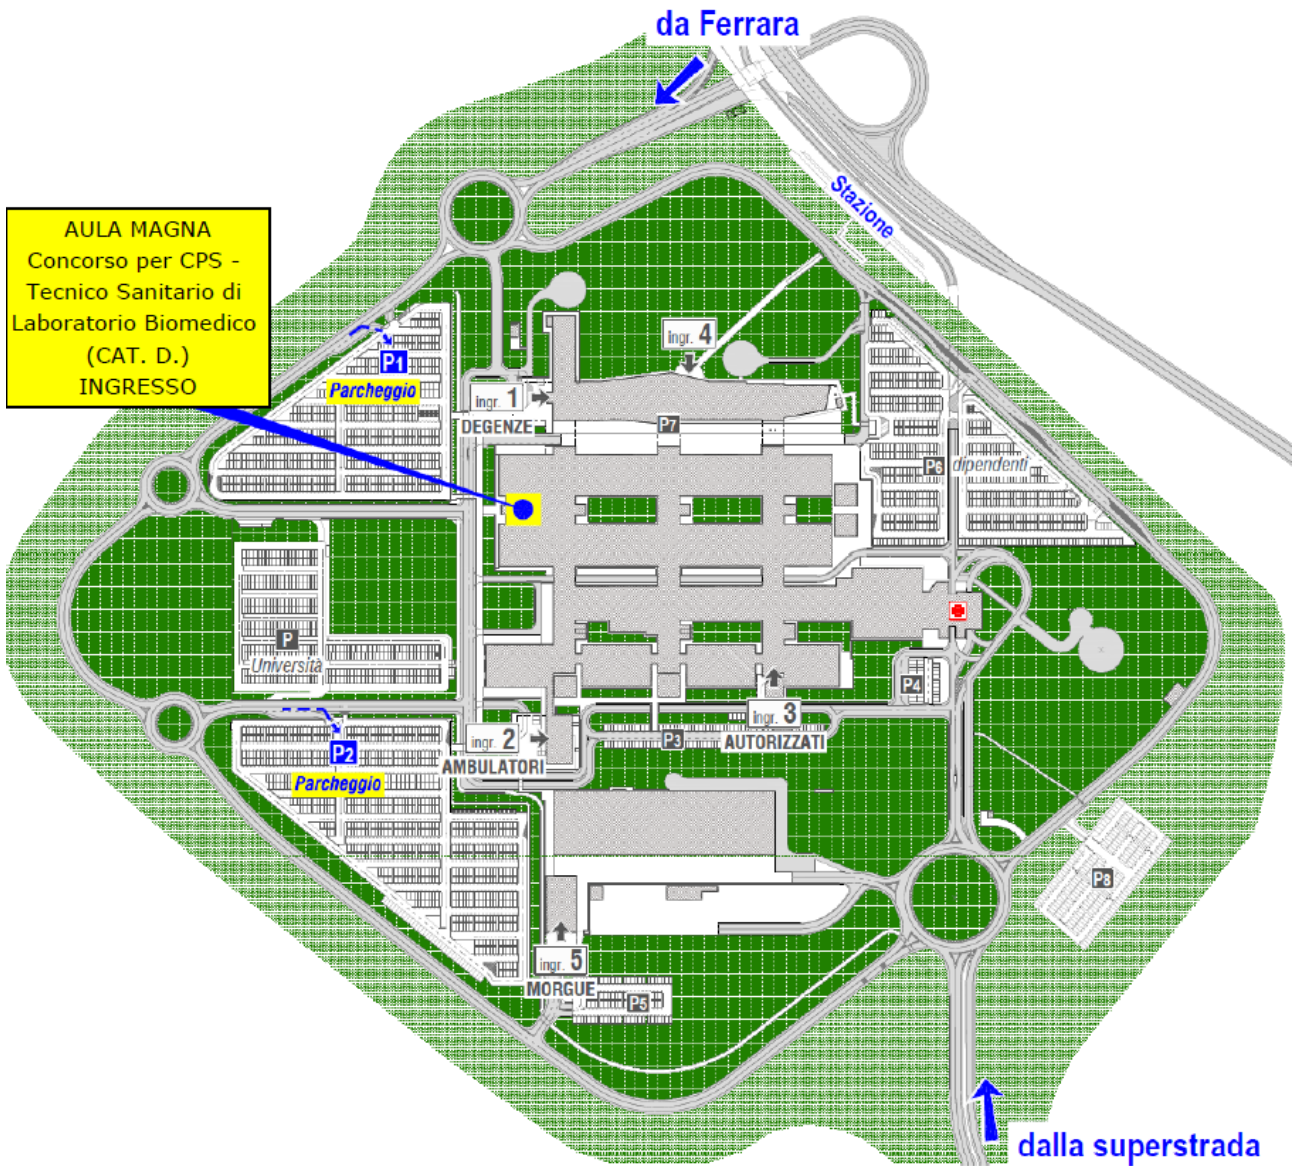 da Ferrara
Stazione
AULA MAGNA
Concorso per CPS -
Tecnico Sanitario di
Laboratorio Biomedico
(CAT. D.)
INGRESSO
P1
Parcheggio
ingr. 4
ingr. 1
DEGENZE
P7
P6 dipendenti
P
Università
P4
P2
Parcheggio
ingr. 2
AMBULATORI
P3
ingr. 3
AUTORIZZATI
P8
ingr. 5
MORGUE
P5
dalla superstrada